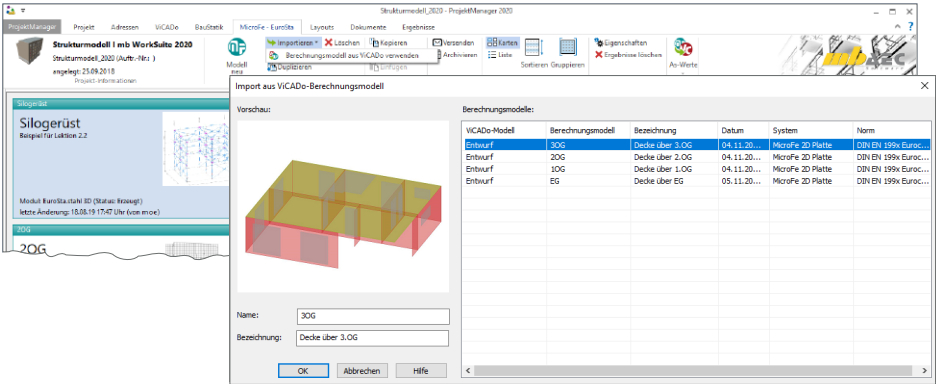 Strukturmodell_2020 - ProjektManager 2020
ProjektManager Projekt Adressen ViCADo BauStatik MicroFe - EuroSta Layouts Dokumente Ergebnisse
Strukturmodell I mb WorkSuite 2020
Strukturmodell_2020 (Auftr.-Nr.: )
angelegt: 25.09.2018
Projekt-Informationen
Modell neu
Importieren Löschen Kopieren
Berechnungsmodell aus ViCADo verwenden
Duplizieren Einfügen
Versenden
Archivieren
Karten
Liste
Sortieren Gruppieren
Eigenschaften
Ergebnisse löschen
As-Werte
mb AEC
Silogerüst
Silogerüst
Beispiel für Lektion 2.2
Modul: EuroSta.stahl 3D (Status: Erzeugt)
letzte Änderung: 18.08.19 17:47 Uhr (von moe)
2OG
2OG
Import aus ViCADo-Berechnungsmodell
Vorschau:
Berechnungsmodelle:
ViCADo-Modell Berechnungsmodell Bezeichnung Datum System Norm
Entwurf 3OG Decke über 3.OG 04.11.20... MicroFe 2D Platte DIN EN 199x Euroc...
Entwurf 2OG Decke über 2.OG 04.11.20... MicroFe 2D Platte DIN EN 199x Euroc...
Entwurf 1OG Decke über 1.OG 04.11.20... MicroFe 2D Platte DIN EN 199x Euroc...
Entwurf EG Decke über EG 05.11.20... MicroFe 2D Platte DIN EN 199x Euroc...
Name: 3OG
Bezeichnung: Decke über 3.OG
OK Abbrechen Hilfe